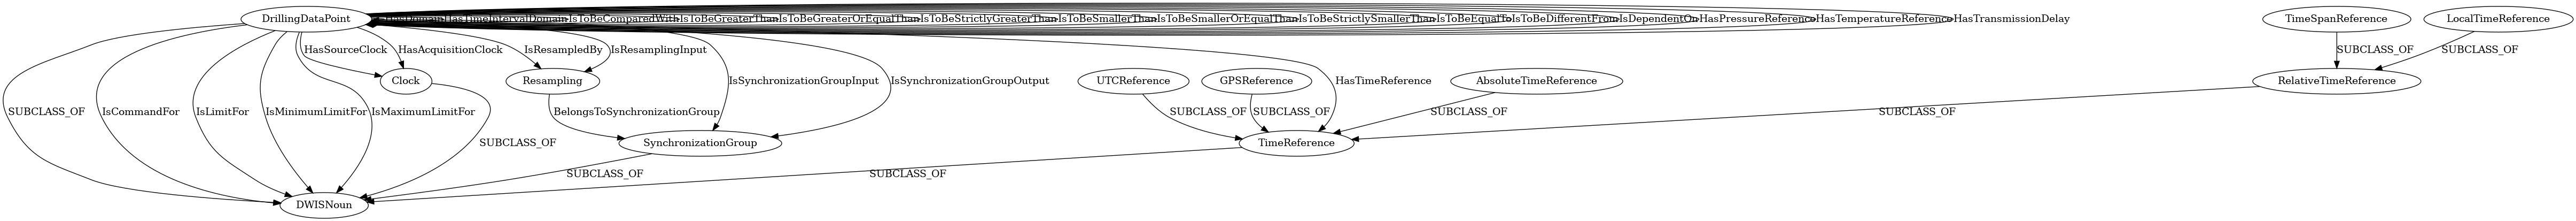 DrillingDataPoint
HasTimeIntervalDomain
IsToBeComparedWith
IsToBeGreaterThan
IsToBeGreaterOrEqualThan
IsToBeStrictlyGreaterThan
IsToBeSmallerThan
IsToBeSmallerOrEqualThan
IsToBeStrictlySmallerThan
IsToBeEqualTo
IsToBeDifferentFrom
IsDependentOn
HasPressureReference
HasTemperatureReference
HasTransmissionDelay
TimeSpanReference
LocalTimeReference
HasSourceClock
HasAcquisitionClock
IsResampledBy
IsResamplingInput
SUBCLASS_OF
SUBCLASS_OF
Clock
Resampling
IsSynchronizationGroupInput
IsSynchronizationGroupOutput
UTCReference
GPSReference
HasTimeReference
AbsoluteTimeReference
RelativeTimeReference
SUBCLASS_OF
IsCommandFor
IsLimitFor
IsMinimumLimitFor
IsMaximumLimitFor
BelongsToSynchronizationGroup
SUBCLASS_OF
SUBCLASS_OF
SUBCLASS_OF
SUBCLASS_OF
SUBCLASS_OF
SynchronizationGroup
TimeReference
SUBCLASS_OF
SUBCLASS_OF
DWISNoun